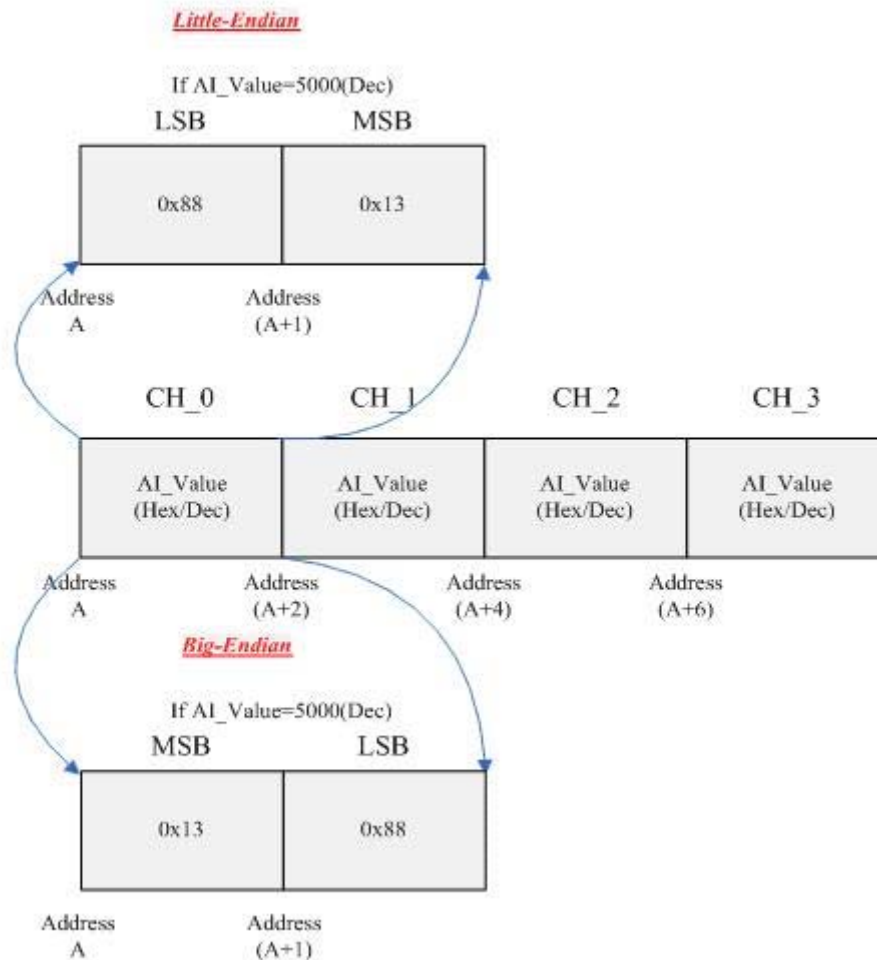 Little-Endian
If AI_Value=5000(Dec)
LSB MSB
0x88 0x13
Address Address
A (A+1)
CH_0 CH_1 CH_2 CH_3
AI_Value AI_Value AI_Value AI_Value
(Hex/Dec) (Hex/Dec) (Hex/Dec) (Hex/Dec)
Address Address Address Address
A (A+2) (A+4) (A+6)
Big-Endian
If AI_Value=5000(Dec)
MSB LSB
0x13 0x88
Address Address
A (A+1)